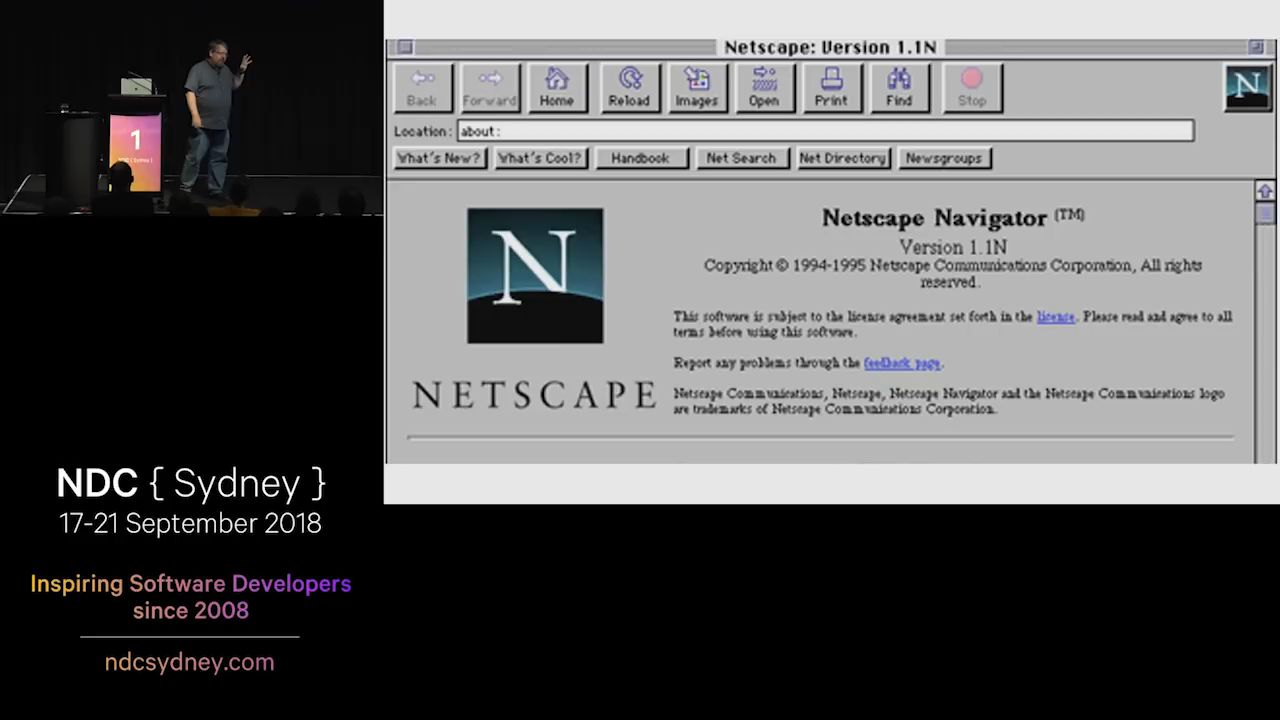 1
NDC { Sydney }
NDC { Sydney }
17-21 September 2018
Inspiring Software Developers
since 2008
ndcsydney.com
Netscape: Version 1.1N
Back
Forward
Home
Reload
Images
Open
Print
Find
Stop
N
Location: about:
What's New?
What's Cool?
Handbook
Net Search
Net Directory
Newsgroups
N
NETSCAPE
Netscape Navigator (TM)
Version 1.1N
Copyright © 1994-1995 Netscape Communications Corporation, All rights
reserved.
This software is subject to the license agreement set forth in the license. Please read and agree to all
terms before using this software.
Report any problems through the feedback page.
Netscape Communications, Netscape, Netscape Navigator and the Netscape Communications logo
are trademarks of Netscape Communications Corporation.